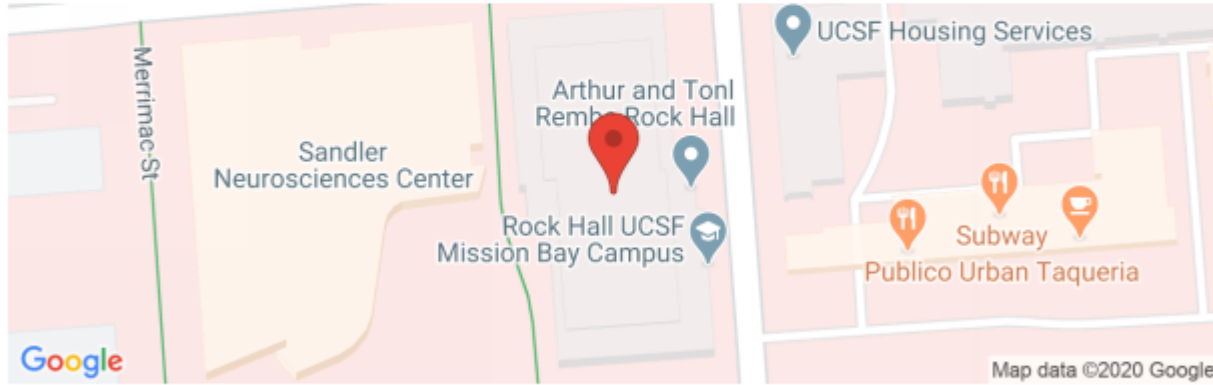 UCSF Housing Services
Merrimac St
Arthur and Tonl
Rembe Rock Hall
Sandler
Neurosciences Center
Rock Hall UCSF
Mission Bay Campus
Subway
Publico Urban Taqueria
Google
Map data ©2020 Google